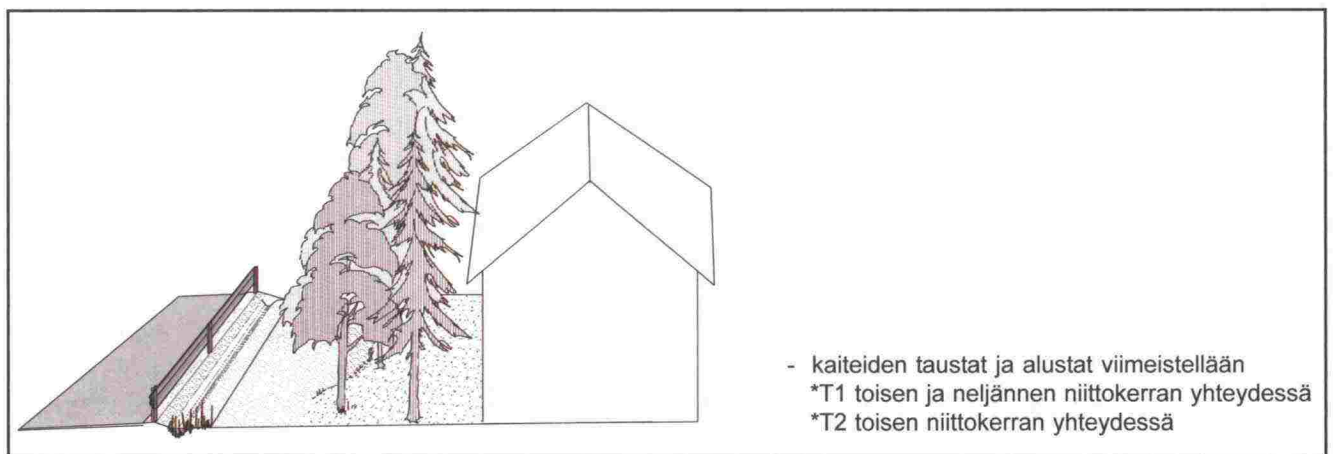 - kaiteiden taustat ja alustat viimeistellään
*T1 toisen ja neljännen niittokerran yhteydessä
*T2 toisen niittokerran yhteydessä